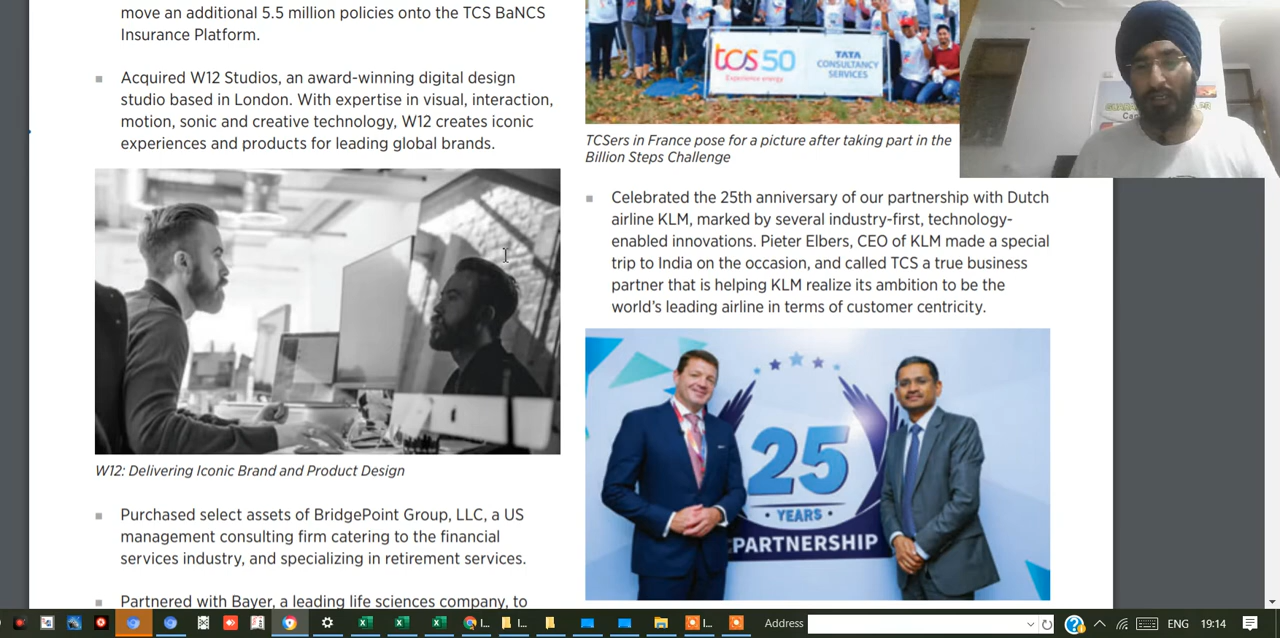 move an additional 5.5 million policies onto the TCS BaNCS
Insurance Platform.
Acquired W12 Studios, an award-winning digital design
studio based in London. With expertise in visual, interaction,
motion, sonic and creative technology, W12 creates iconic
experiences and products for leading global brands.
W12: Delivering Iconic Brand and Product Design
Purchased select assets of BridgePoint Group, LLC, a US
management consulting firm catering to the financial
services industry, and specializing in retirement services.
Partnered with Bayer, a leading life sciences company, to
tcs 50
Experience energy
TATA
CONSULTANCY
SERVICES
TCSers in France pose for a picture after taking part in the
Billion Steps Challenge
Celebrated the 25th anniversary of our partnership with Dutch
airline KLM, marked by several industry-first, technology-
enabled innovations. Pieter Elbers, CEO of KLM made a special
trip to India on the occasion, and called TCS a true business
partner that is helping KLM realize its ambition to be the
world's leading airline in terms of customer centricity.
25
YEARS
PARTNERSHIP
Address
ENG
19:14